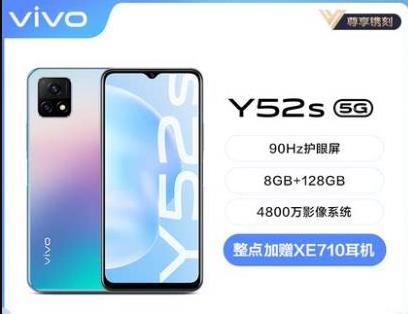 vivo
尊享镌刻
Y52s 5G
90Hz护眼屏
8GB+128GB
4800万影像系统
整点加赠XE710耳机
Y52s
vivo